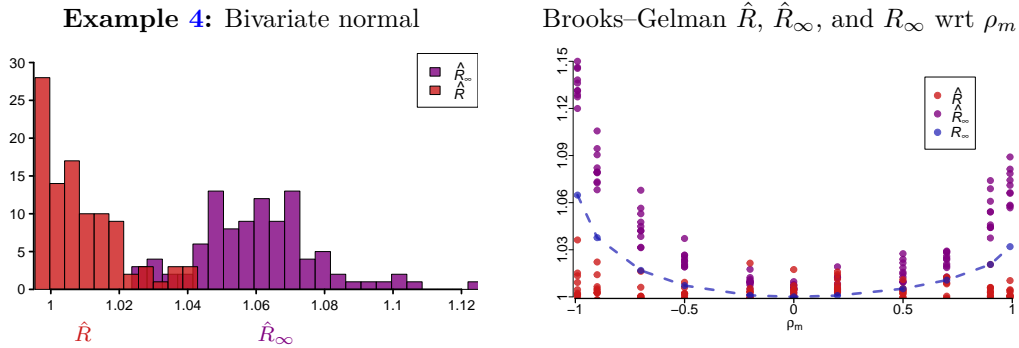 Example 4: Bivariate normal
Brooks–Gelman R̂, R̂∞, and R∞ wrt ρm
30
25
20
15
10
5
0
1 1.02 1.04 1.06 1.08 1.1 1.12
R̂∞
R̂
R̂ R̂∞
1.15
1.12
1.09
1.06
1.03
1
−1 −0.5 0 0.5 1
ρm
R̂
R̂∞
R∞